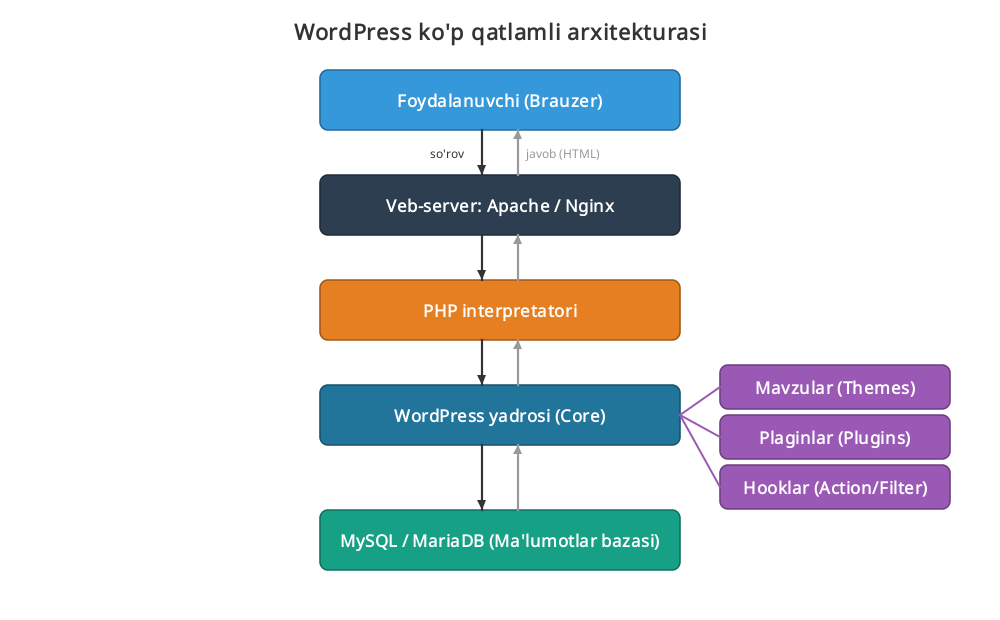 WordPress ko'p qatlamli arxitekturasi
Foydalanuvchi (Brauzer)
so'rov
javob (HTML)
Veb-server: Apache / Nginx
PHP interpretatori
WordPress yadrosi (Core)
Mavzular (Themes)
Plaginlar (Plugins)
Hooklar (Action/Filter)
MySQL / MariaDB (Ma'lumotlar bazasi)